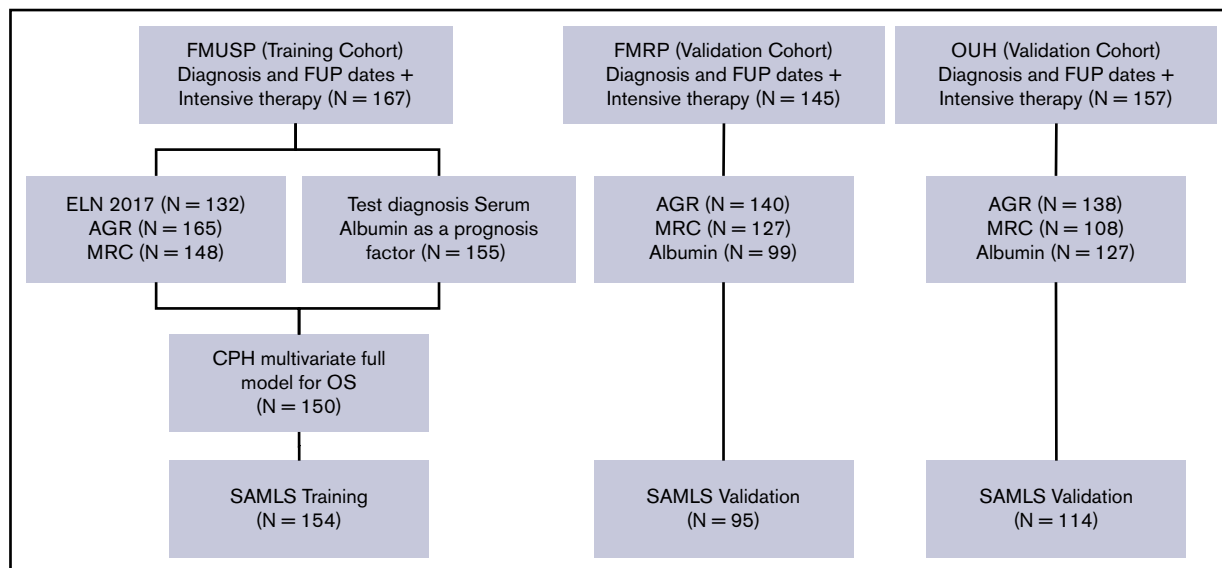 FMUSP (Training Cohort)
Diagnosis and FUP dates +
Intensive therapy (N = 167)
ELN 2017 (N = 132)
AGR (N = 165)
MRC (N = 148)
Test diagnosis Serum
Albumin as a prognosis
factor (N = 155)
CPH multivariate full
model for OS
(N = 150)
SAMLS Training
(N = 154)
FMRP (Validation Cohort)
Diagnosis and FUP dates +
Intensive therapy (N = 145)
AGR (N = 140)
MRC (N = 127)
Albumin (N = 99)
SAMLS Validation
(N = 95)
OUH (Validation Cohort)
Diagnosis and FUP dates +
Intensive therapy (N = 157)
AGR (N = 138)
MRC (N = 108)
Albumin (N = 127)
SAMLS Validation
(N = 114)